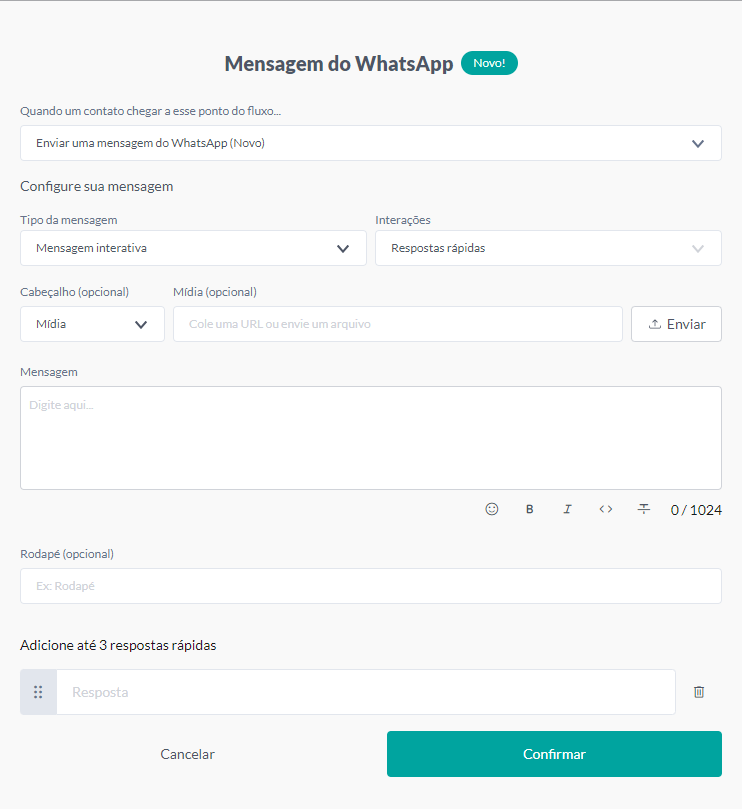 Mensagem do WhatsApp Novo!
Quando um contato chegar a esse ponto do fluxo...
Enviar uma mensagem do WhatsApp (Novo)
Configure sua mensagem
Tipo da mensagem Interações
Mensagem interativa Respostas rápidas
Cabeçalho (opcional) Mídia (opcional)
Mídia Cole uma URL ou envie um arquivo Enviar
Mensagem
Digite aqui...
B I <> T 0 / 1024
Rodapé (opcional)
Ex: Rodapé
Adicione até 3 respostas rápidas
Resposta
Cancelar Confirmar